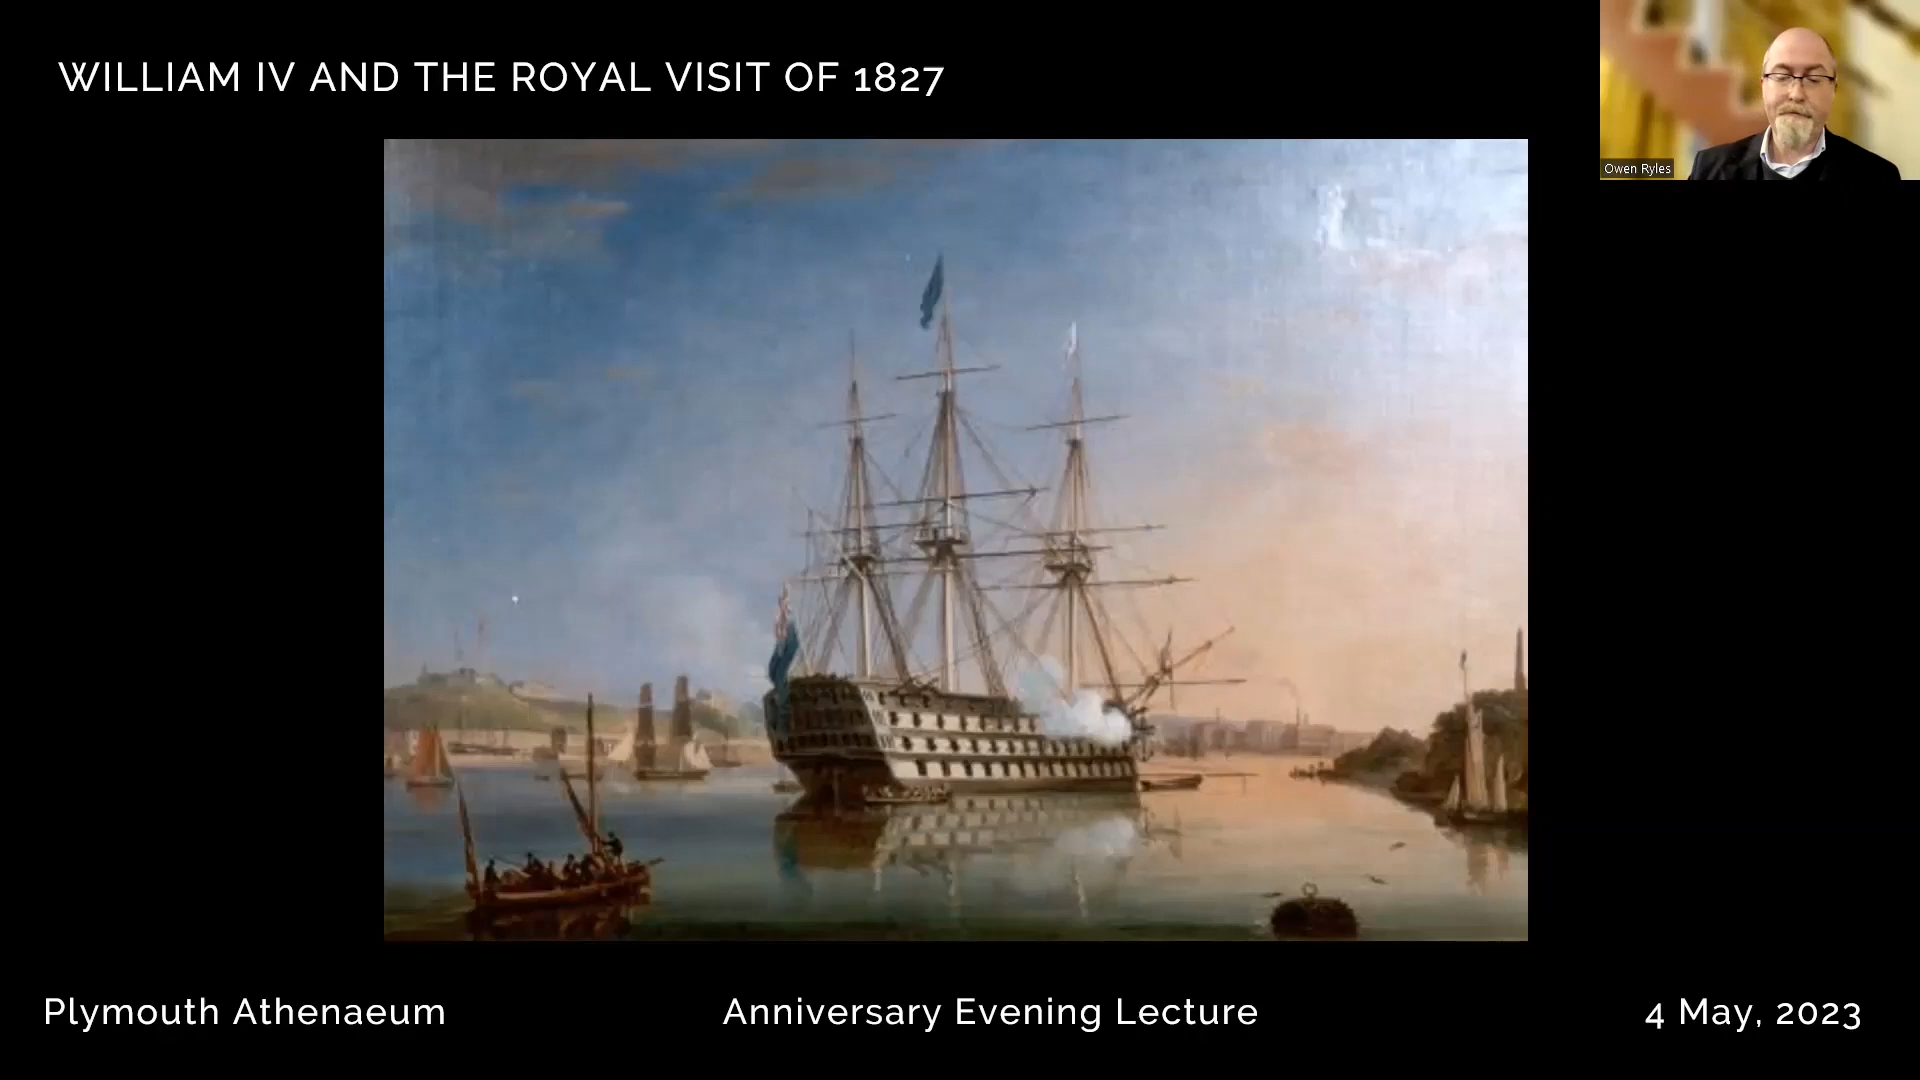 WILLIAM IV AND THE ROYAL VISIT OF 1827
Owen Ryles
Plymouth Athenaeum
Anniversary Evening Lecture
4 May, 2023